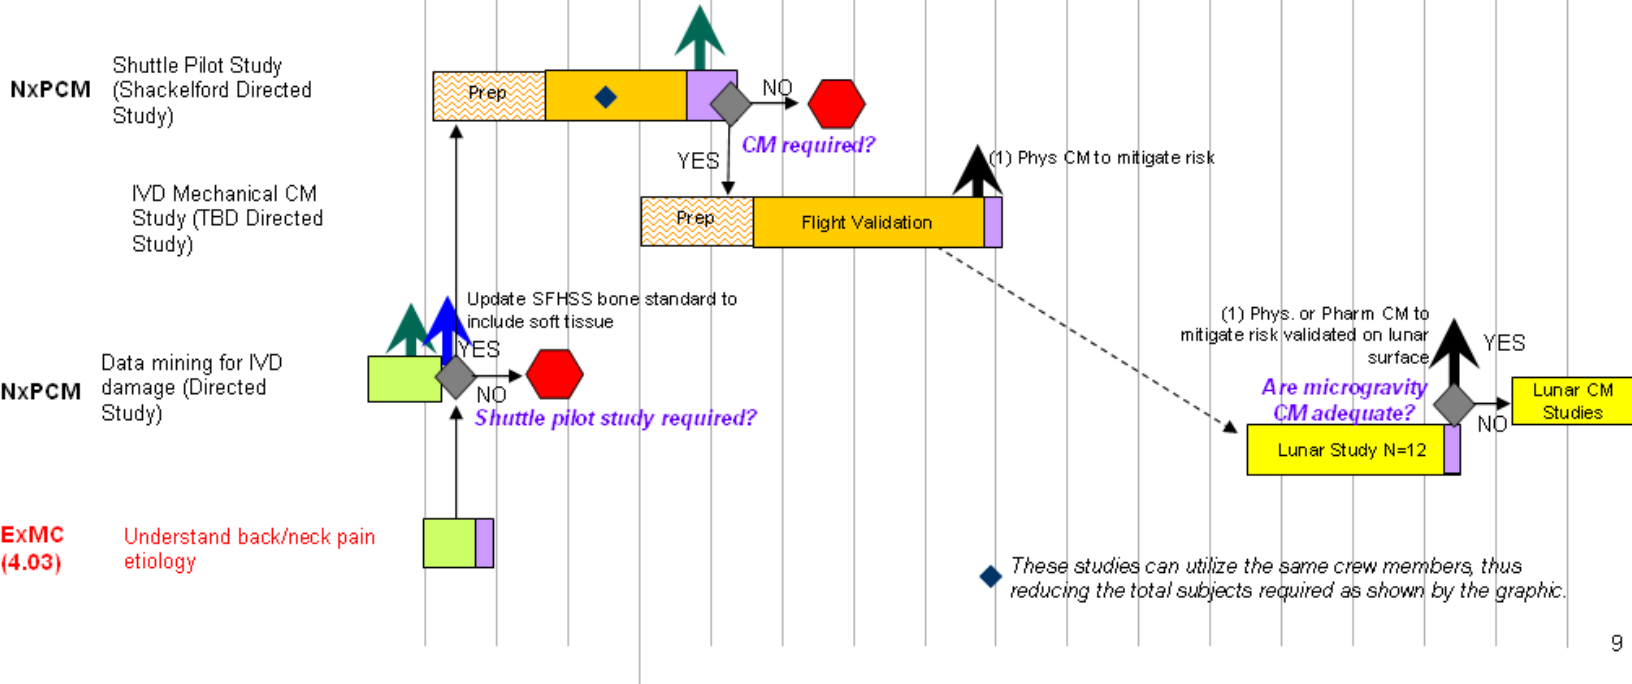 NxPCM
Shuttle Pilot Study
(Shackelford Directed
Study)
Prep
NO
CM required?
YES
IVD Mechanical CM
Study (TBD Directed
Study)
Prep
Flight Validation
(1) Phys CM to mitigate risk
NxPCM
Data mining for IVD
damage (Directed
Study)
Update SFHSS bone standard to
include soft tissue
YES
NO
Shuttle pilot study required?
(1) Phys. or Pharm CM to
mitigate risk validated on lunar
surface
YES
Are microgravity
CM adequate?
NO
Lunar CM
Studies
Lunar Study N=12
ExMC
(4.03)
Understand back/neck pain
etiology
These studies can utilize the same crew members, thus
reducing the total subjects required as shown by the graphic.
9